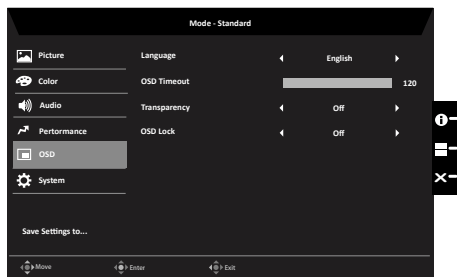 Mode - Standard
Picture
Language
English
Color
OSD Timeout
120
Audio
Transparency
Off
Pertormance
OSD Lock
Off
OSD
System
Save Settings to...
Move
Enter
Exit